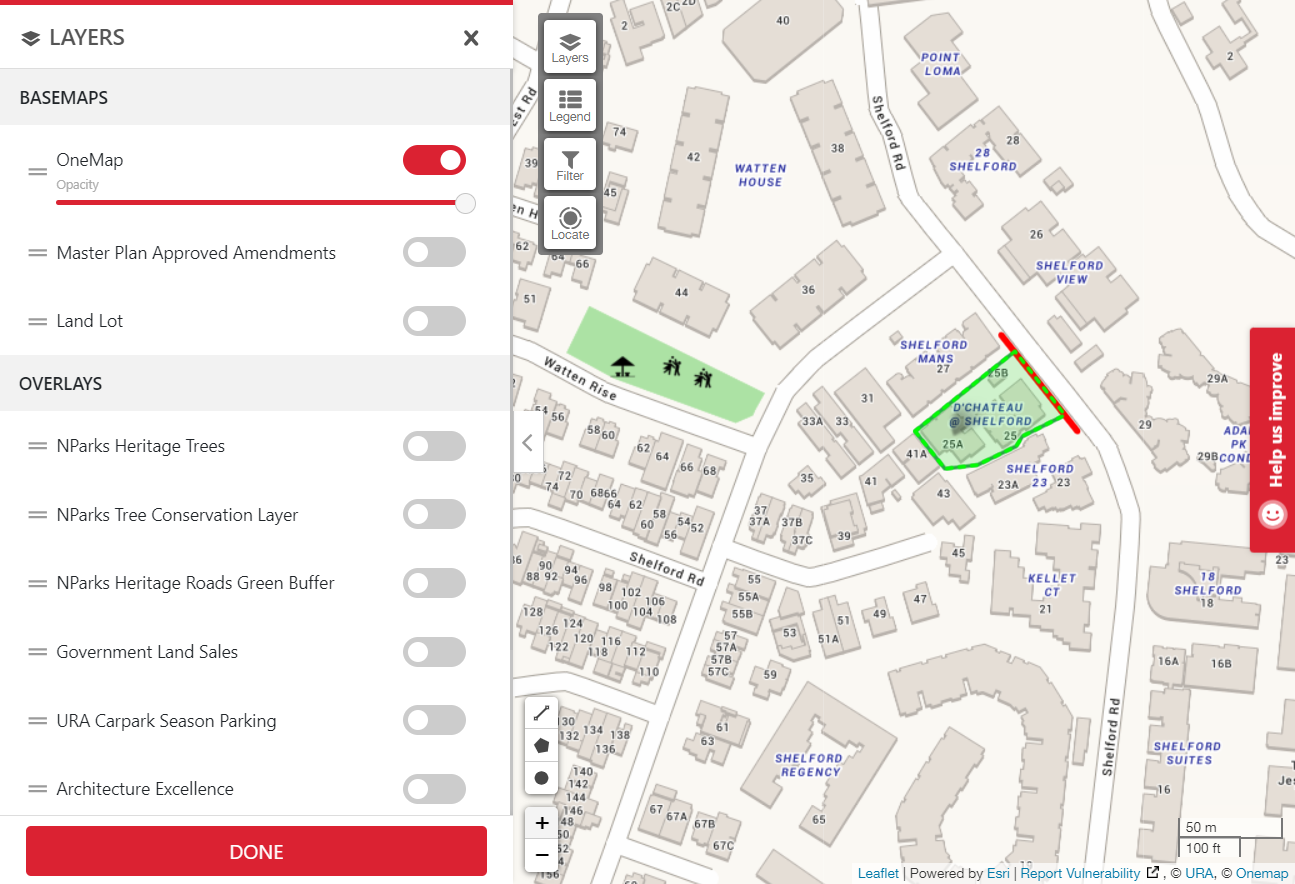 LAYERS
BASEMAPS
OneMap
Opacity
Master Plan Approved Amendments
Land Lot
OVERLAYS
NParks Heritage Trees
NParks Tree Conservation Layer
NParks Heritage Roads Green Buffer
Government Land Sales
URA Carpark Season Parking
Architecture Excellence
DONE
Layers
Legend
Filter
Locate
2
2C
2D
40
POINT
LOMA
2
Shelford Rd
74
39
42
38
WATTEN
HOUSE
28
28
SHELFORD
45
62
64
66
26
SHELFORD
VIEW
51
44
36
SHELFORD
MANS
27
25B
Watten Rise
D'CHATEAU
@ SHELFORD
25
25A
29A
29
29B
31
33A
33
41A
54
56
58
60
62
64
66
68
35
41
43
SHELFORD
23
23A
23
72
74
70
68
66
64
62
58
60
56
54
52
37
37A
37B
37C
39
45
Shelford Rd
86
90
88
92
94
96
98
102
100
106
104
108
55
55A
55B
KELLET
CT
21
18
SHELFORD
18
23
128
126
124
122
120
118
116
112
110
57
57A
57B
57C
53
51
51A
49
47
59
16A
16B
130
132
134
136
138
61
63
SHELFORD
REGENCY
65
Shelford Rd
SHELFORD
SUITES
16
140
142
144
146
67
67A
67B
67C
156
19
Help us improve
50 m
100 ft
Leaflet | Powered by Esri | Report Vulnerability , © URA, © Onemap